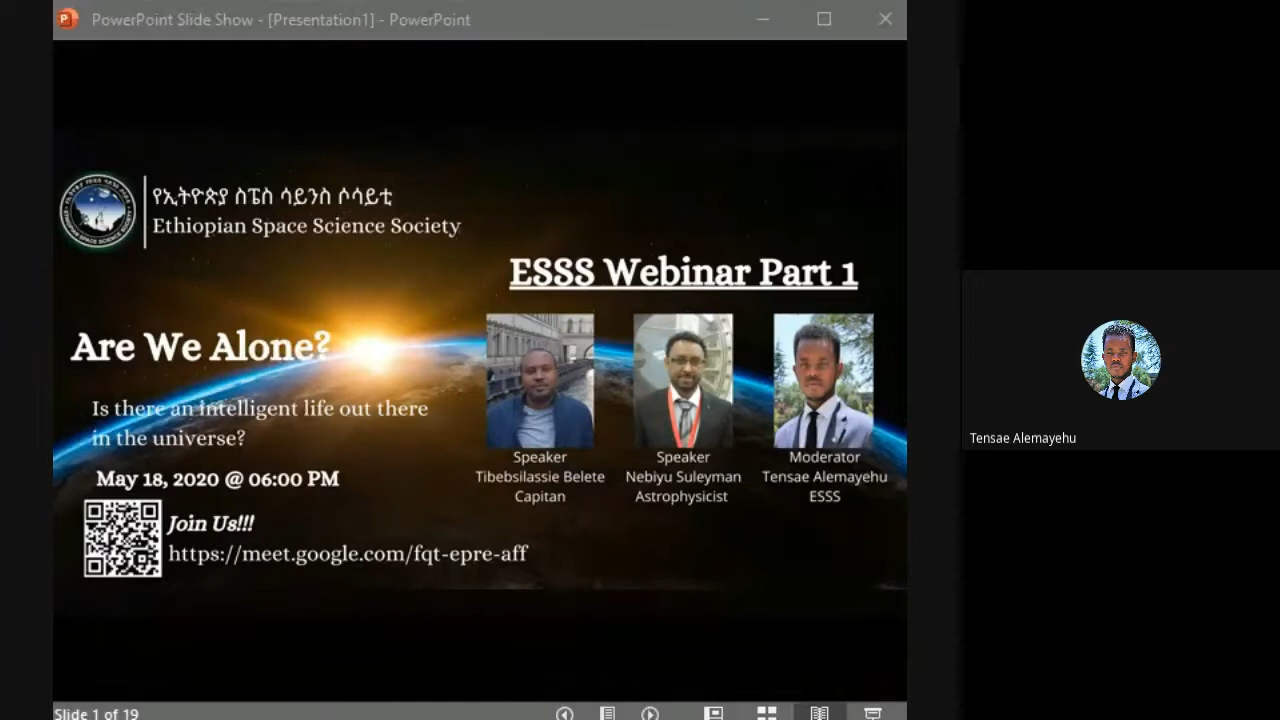 PowerPoint Slide Show - [Presentation1] - PowerPoint
የኢትዮጵያ ስፔስ ሳይንስ ሶሳይቲ
Ethiopian Space Science Society
ESSS Webinar Part 1
Are We Alone?
Is there an intelligent life out there
in the universe?
May 18, 2020 @ 06:00 PM
Join Us!!!
https://meet.google.com/fqt-epre-aff
Speaker
Tibebsilassie Belete
Capitan
Speaker
Nebiyu Suleyman
Astrophysicist
Moderator
Tensae Alemayehu
ESSS
Tensae Alemayehu
Slide 1 of 19